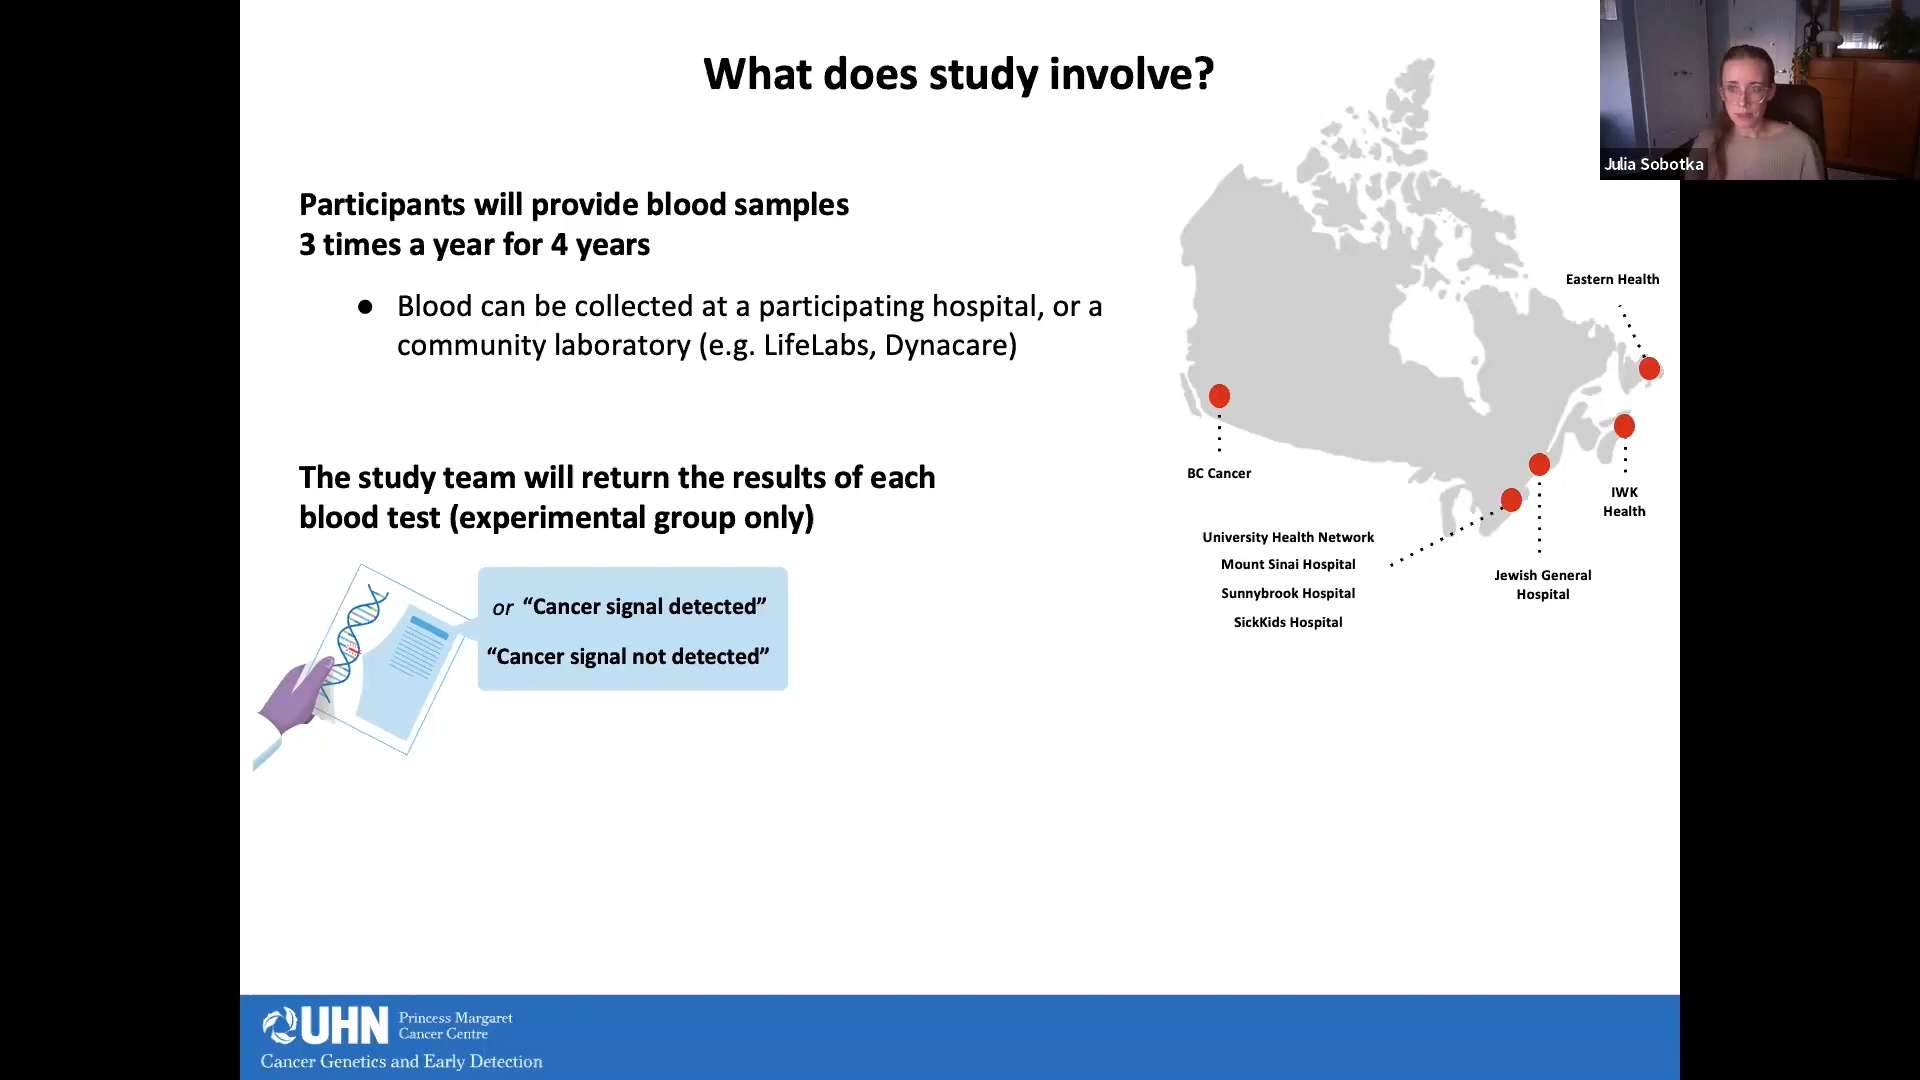 What does study involve?
Julia Sobotka
Participants will provide blood samples
3 times a year for 4 years
● Blood can be collected at a participating hospital, or a
community laboratory (e.g. LifeLabs, Dynacare)
The study team will return the results of each
blood test (experimental group only)
or “Cancer signal detected”
“Cancer signal not detected”
Eastern Health
BC Cancer
IWK
Health
University Health Network
Mount Sinai Hospital
Sunnybrook Hospital
SickKids Hospital
Jewish General
Hospital
UHN Princess Margaret
Cancer Centre
Cancer Genetics and Early Detection